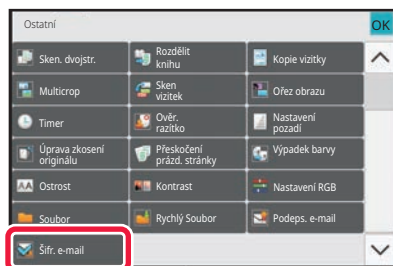 Ostatní
OK
Sken. dvojstr.
Rozdělit
knihu
Kopie vizitky
Multicrop
Sken
vizitek
Ořez obrazu
Timer
Ověr.
razítko
Nastavení
pozadí
Úprava zkosení
originálu
Přeskočení
prázd. stránky
Výpadek barvy
AA
Ostrost
Kontrast
Nastavení RGB
Soubor
Rychlý Soubor
Podeps. e-mail
Šifr. e-mail